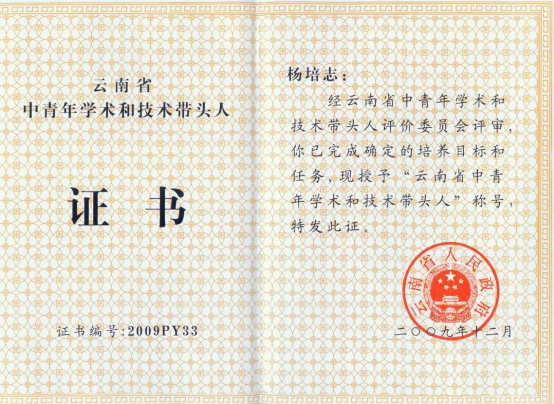 云南省
中青年学术和技术带头人
证书
证书编号:2009PY33
杨培志：
经云南省中青年学术和
技术带头人评价委员会评审,
你已完成确定的培养目标和
任务,现授予“云南省中青
年学术和技术带头人”称号,
特发此证。
云南省人民政府
二〇〇九年十二月